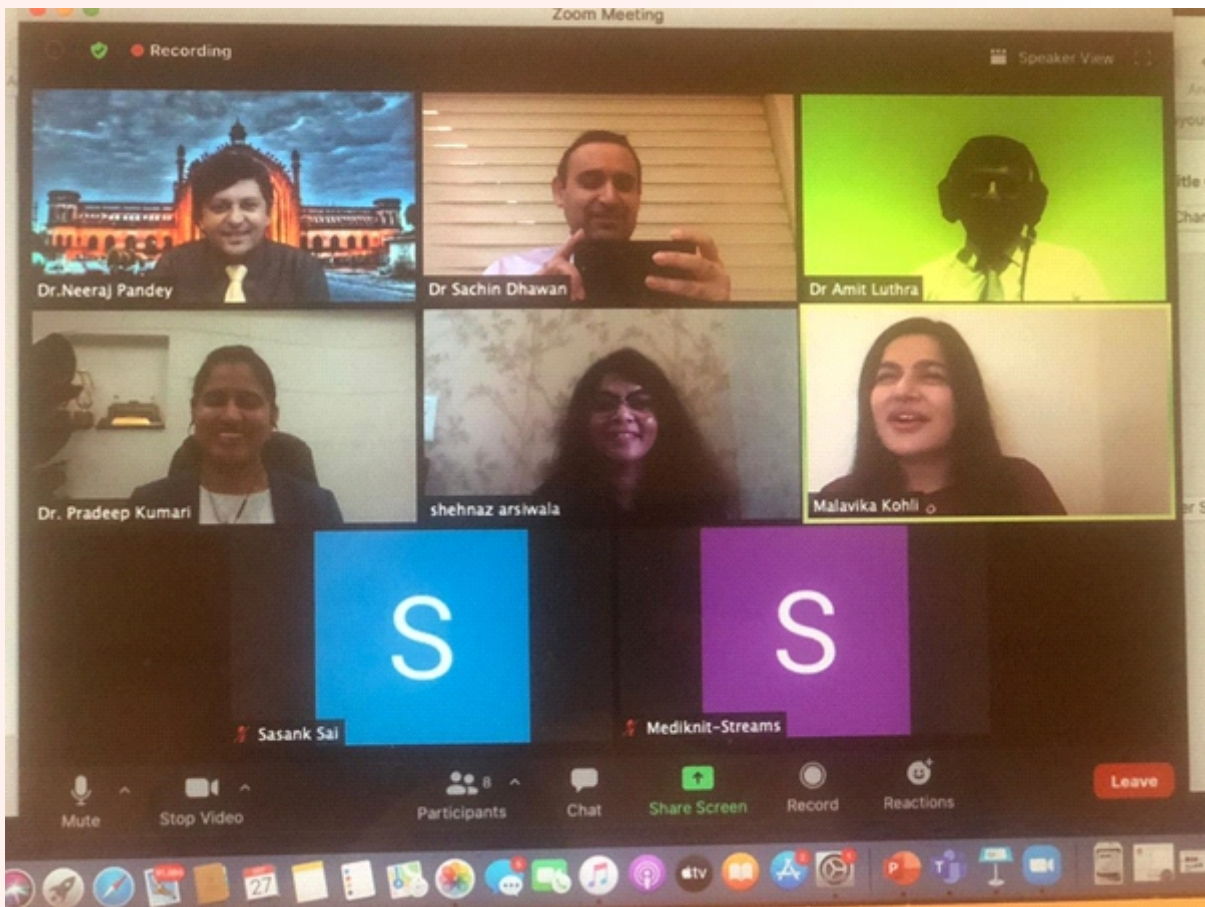 Zoom Meeting
Recording
Speaker View
Dr.Neeraj Pandey
Dr Sachin Dhawan
Dr Amit Luthra
Dr. Pradeep Kumari
shehnaz arsiwala
Malavika Kohli
S
S
Sasank Sai
Mediknit-Streams
Mute
Stop Video
8
Participants
Chat
Share Screen
Record
Reactions
Leave
27
tv